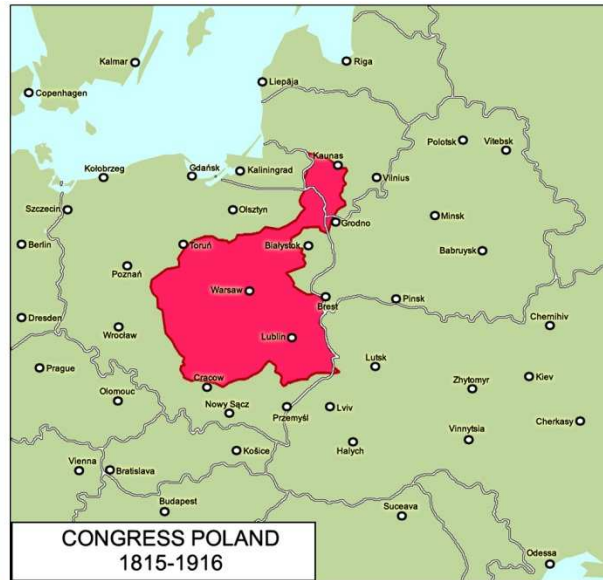 Kalmar
Riga
Liepāja
Copenhagen
Polotsk
Vitebsk
Kaunas
Kołobrzeg
Gdańsk
Kaliningrad
Vilnius
Szczecin
Olsztyn
Grodno
Minsk
Berlin
Toruń
Białystok
Babruysk
Poznań
Warsaw
Brest
Pinsk
Dresden
Wrocław
Lublin
Chernihiv
Prague
Cracow
Lutsk
Zhytomyr
Kiev
Olomouc
Nowy Sącz
Przemyśl
Lviv
Cherkasy
Košice
Halych
Vinnytsia
Vienna
Bratislava
Budapest
Suceava
CONGRESS POLAND
1815-1916
Odessa